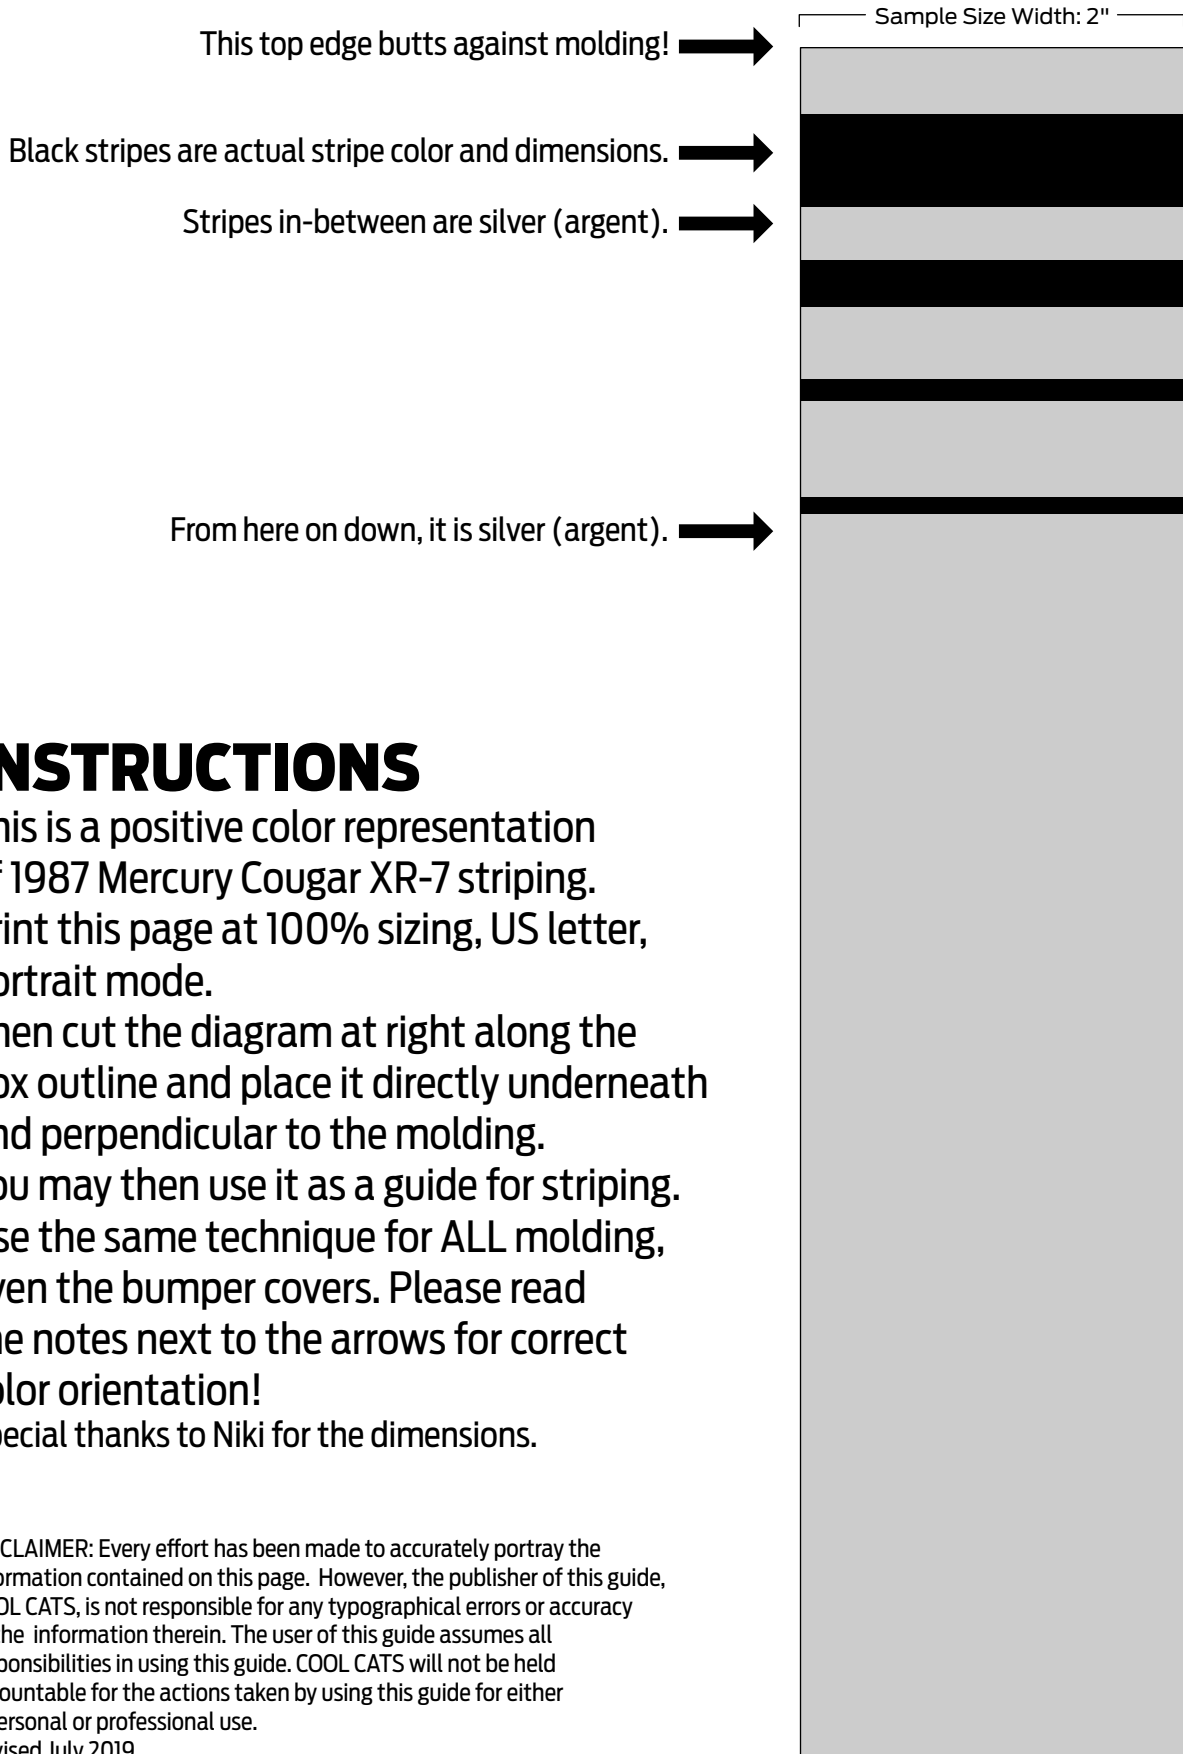 Sample Size Width: 2"
This top edge butts against molding!
Black stripes are actual stripe color and dimensions.
Stripes in-between are silver (argent).
From here on down, it is silver (argent).
NSTRUCTIONS
his is a positive color representation
f 1987 Mercury Cougar XR-7 striping.
rint this page at 100% sizing, US letter,
ortrait mode.
hen cut the diagram at right along the
ox outline and place it directly underneath
nd perpendicular to the molding.
ou may then use it as a guide for striping.
se the same technique for ALL molding,
ven the bumper covers. Please read
he notes next to the arrows for correct
olor orientation!
pecial thanks to Niki for the dimensions.
CLAIMER: Every effort has been made to accurately portray the
ormation contained on this page. However, the publisher of this guide,
OL CATS, is not responsible for any typographical errors or accuracy
the information therein. The user of this guide assumes all
ponsibilities in using this guide. COOL CATS will not be held
ountable for the actions taken by using this guide for either
ersonal or professional use.
vised July 2019